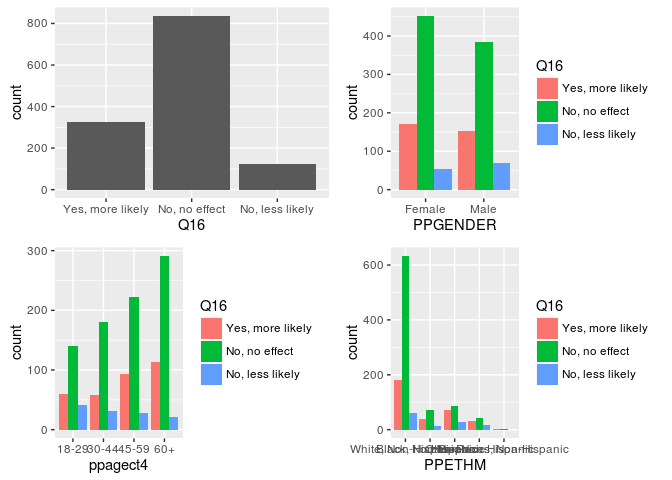 800
600
400
200
0
count
Yes, more likely No, no effect No, less likely
Q16
400
300
200
100
0
count
Female Male
PPGENDER
Q16
Yes, more likely
No, no effect
No, less likely
300
200
100
0
count
18-29 30-44 45-59 60+
ppagect4
Q16
Yes, more likely
No, no effect
No, less likely
600
400
200
0
count
White, Non-Hispanic
PPETHM
Q16
Yes, more likely
No, no effect
No, less likely